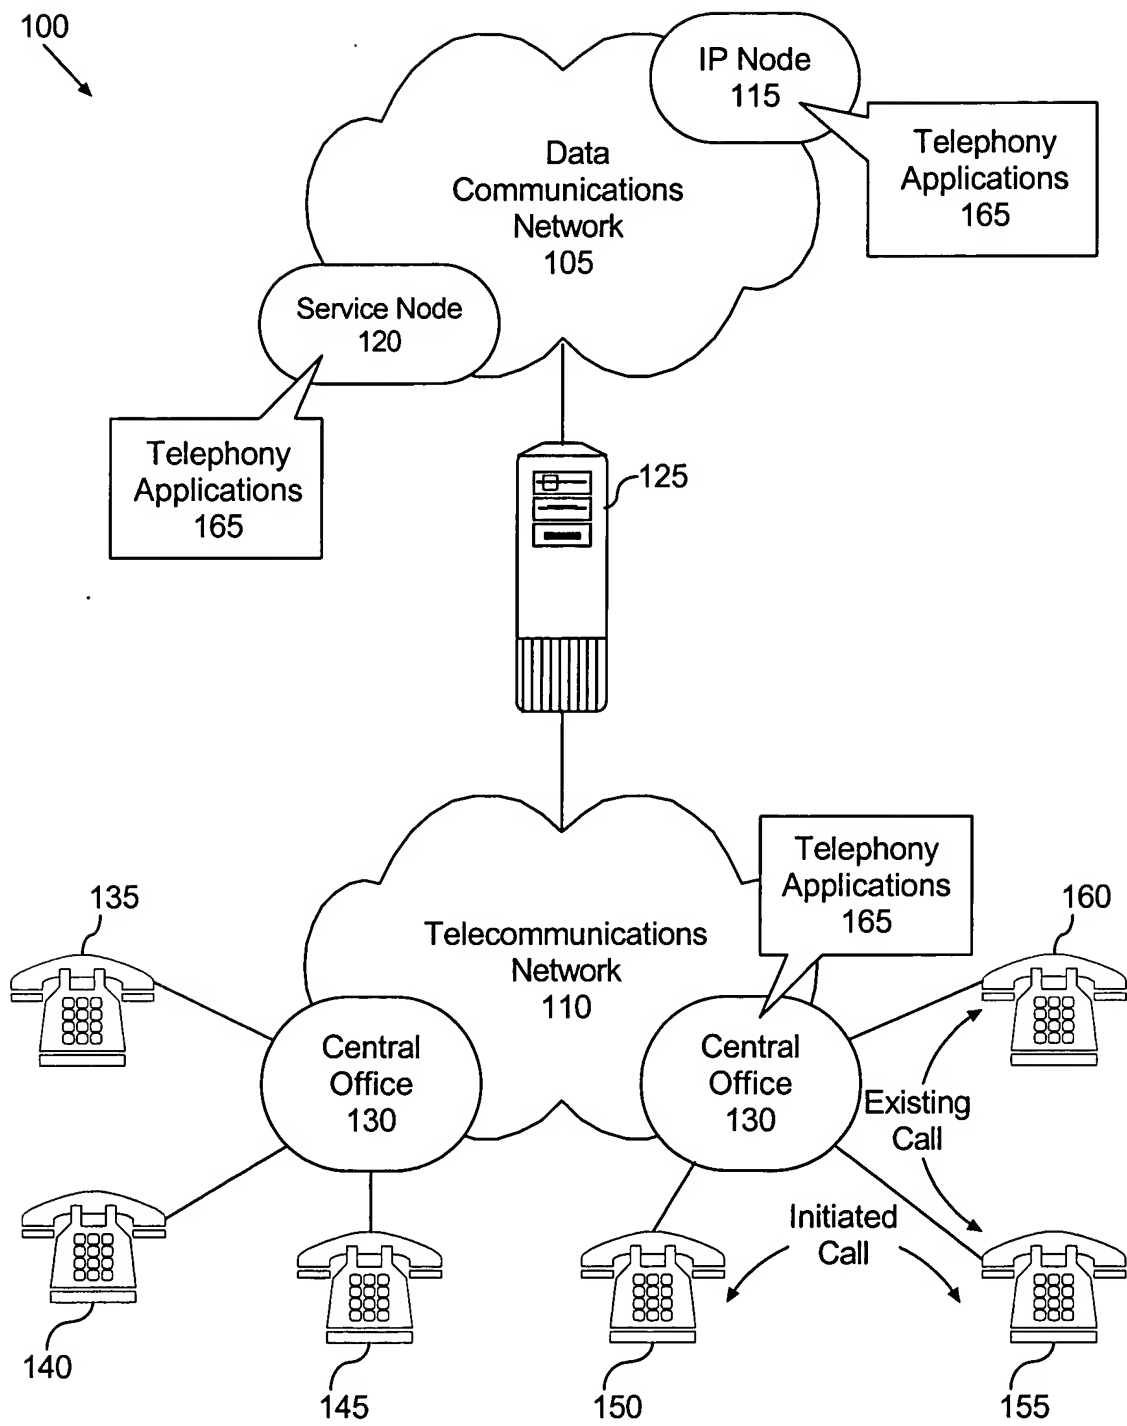 100
IP Node
115
Telephony
Applications
165
Data
Communications
Network
105
Service Node
120
Telephony
Applications
165
125
Telephony
Applications
165
135
160
Telecommunications
Network
110
Central
Office
130
Central
Office
130
Existing
Call
Initiated
Call
140
145
150
155